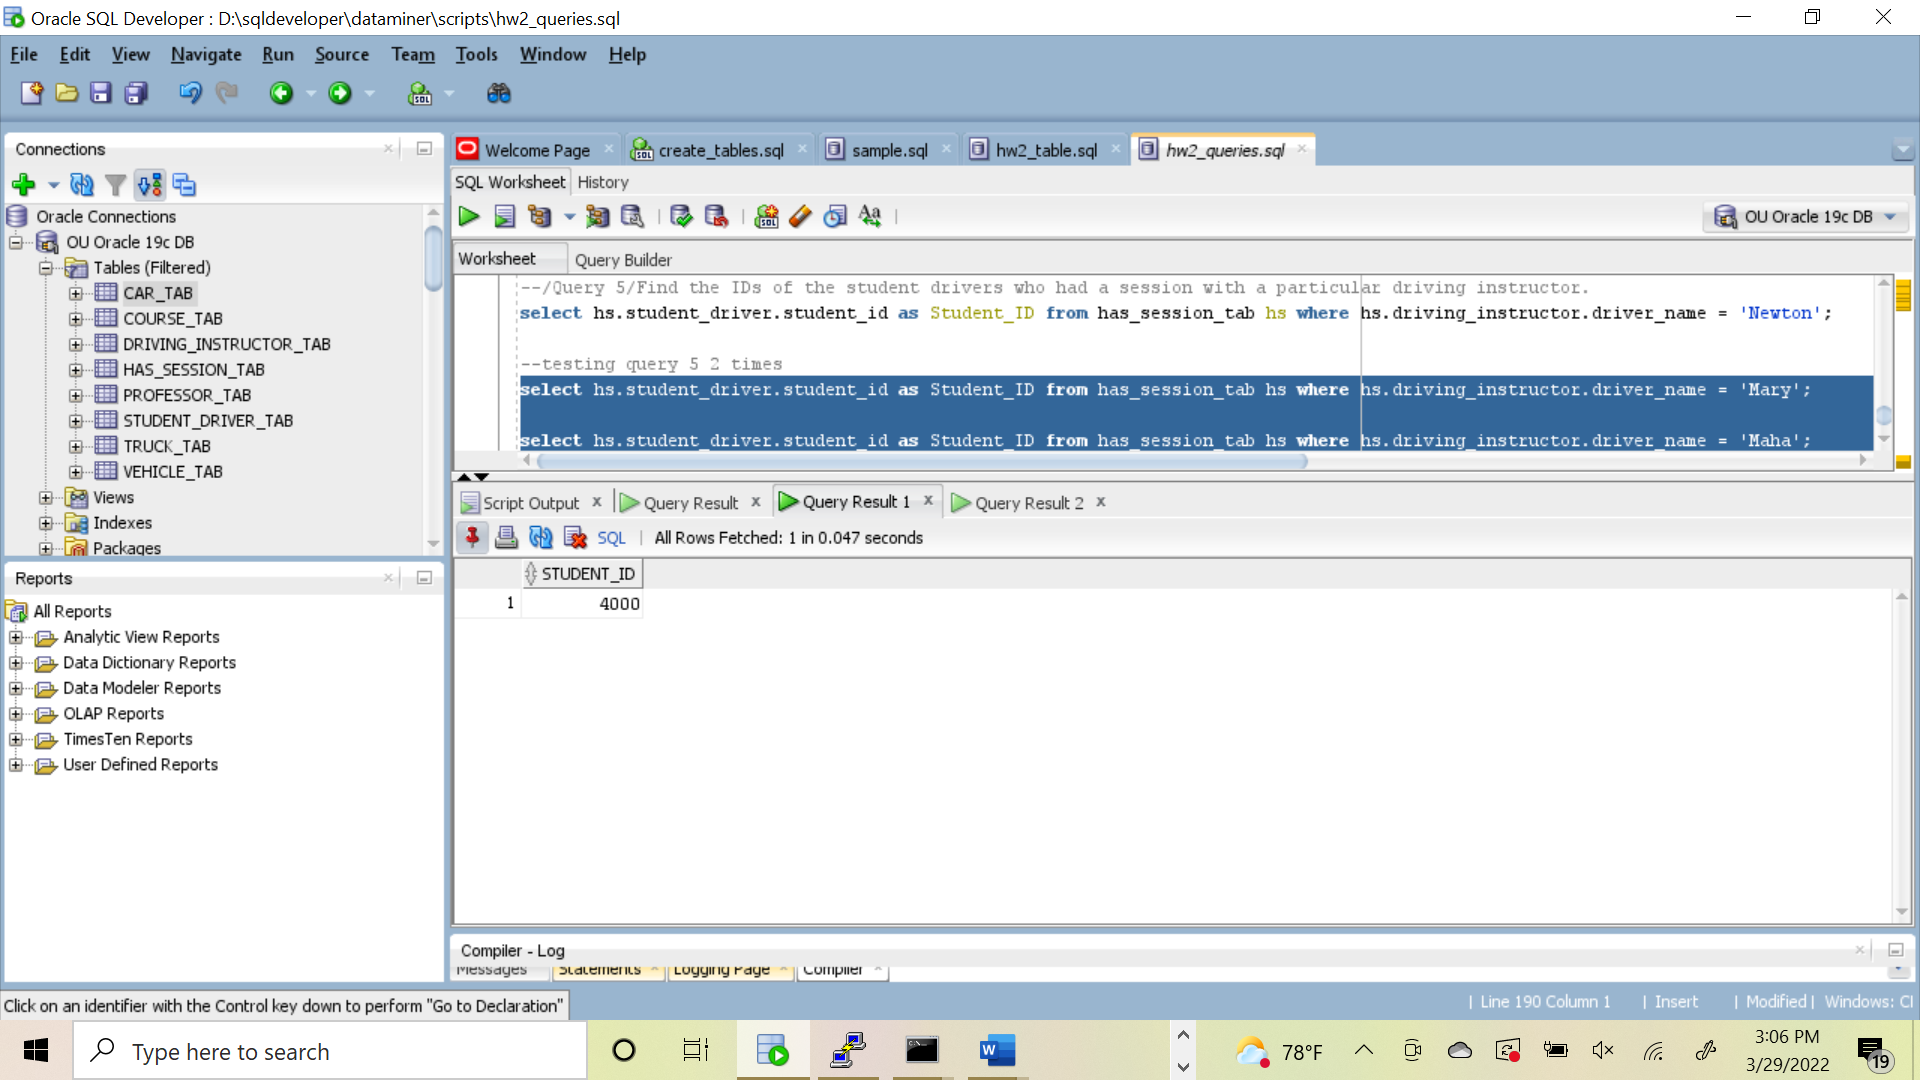 Oracle SQL Developer : D:\sqldeveloper\dataminer\scripts\hw2_queries.sql
File Edit View Navigate Run Source Team Tools Window Help
Connections
Oracle Connections
OU Oracle 19c DB
Tables (Filtered)
CAR_TAB
COURSE_TAB
DRIVING_INSTRUCTOR_TAB
HAS_SESSION_TAB
PROFESSOR_TAB
STUDENT_DRIVER_TAB
TRUCK_TAB
VEHICLE_TAB
Views
Indexes
Packages
Reports
All Reports
Analytic View Reports
Data Dictionary Reports
Data Modeler Reports
OLAP Reports
TimesTen Reports
User Defined Reports
Welcome Page create_tables.sql sample.sql hw2_table.sql hw2_queries.sql
SQL Worksheet History
SQL Aa OU Oracle 19c DB
Worksheet Query Builder
--/Query 5/Find the IDs of the student drivers who had a session with a particular driving instructor.
select hs.student_driver.student_id as Student_ID from has_session_tab hs where hs.driving_instructor.driver_name = 'Newton';
--testing query 5 2 times
select hs.student_driver.student_id as Student_ID from has_session_tab hs where hs.driving_instructor.driver_name = 'Mary';
select hs.student_driver.student_id as Student_ID from has_session_tab hs where hs.driving_instructor.driver_name = 'Maha';
Script Output Query Result Query Result 1 Query Result 2
SQL All Rows Fetched: 1 in 0.047 seconds
STUDENT_ID
1 4000
Compiler - Log
Messages Statements Logging Page Compiler
Click on an identifier with the Control key down to perform "Go to Declaration"
Line 190 Column 1 Insert Modified Windows: Cl
Type here to search
78°F
3:06 PM
3/29/2022
19